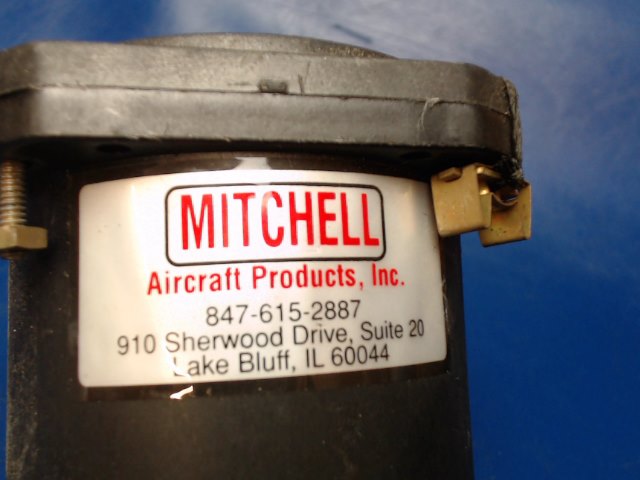 MITCHELL
Aircraft Products, Inc.
847-615-2887
910 Sherwood Drive, Suite 20
Lake Bluff, IL 60044